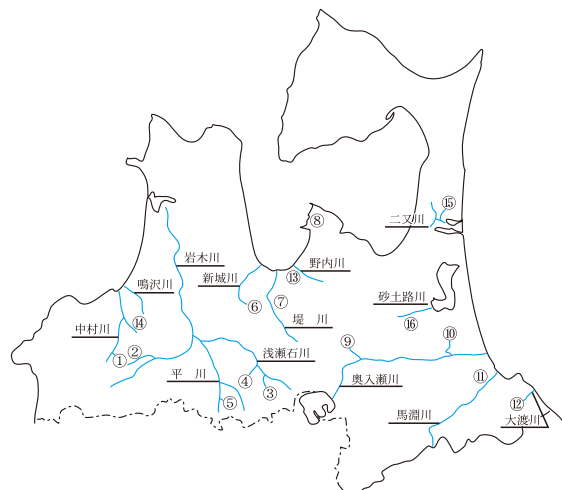 ⑮
二又川
⑧
岩木川
野内川
⑬
新城川
鳴沢川
砂土路川
⑥
⑦
⑯
堤　川
⑭
中村川
⑨
⑩
浅瀬石川
①
②
④
⑪
平　川
③
奥入瀬川
⑤
⑫
馬淵川
大渡川